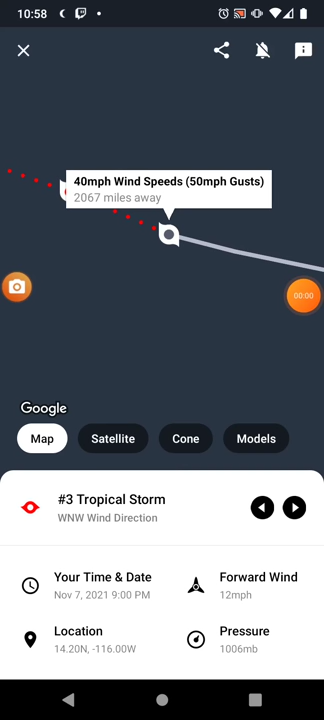 10:58
40mph Wind Speeds (50mph Gusts)
2067 miles away
00:00
Google
Map Satellite Cone Models
#3 Tropical Storm
WNW Wind Direction
Your Time & Date
Nov 7, 2021 9:00 PM
Forward Wind
12mph
Location
14.20N, -116.00W
Pressure
1006mb